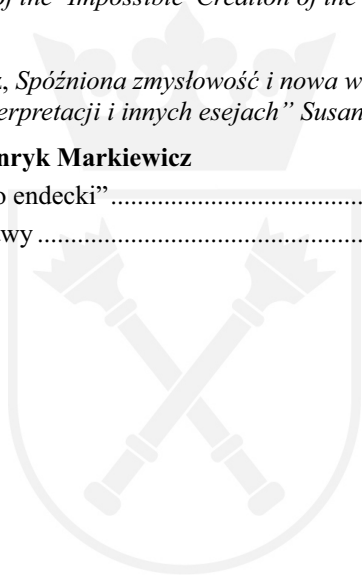 of the ‘Impossible’ Creation of the
z, Spóźniona zmysłowość i nowa w
erpretacji i innych esejach” Susan
nryk Markiewicz
o endecki”
wy